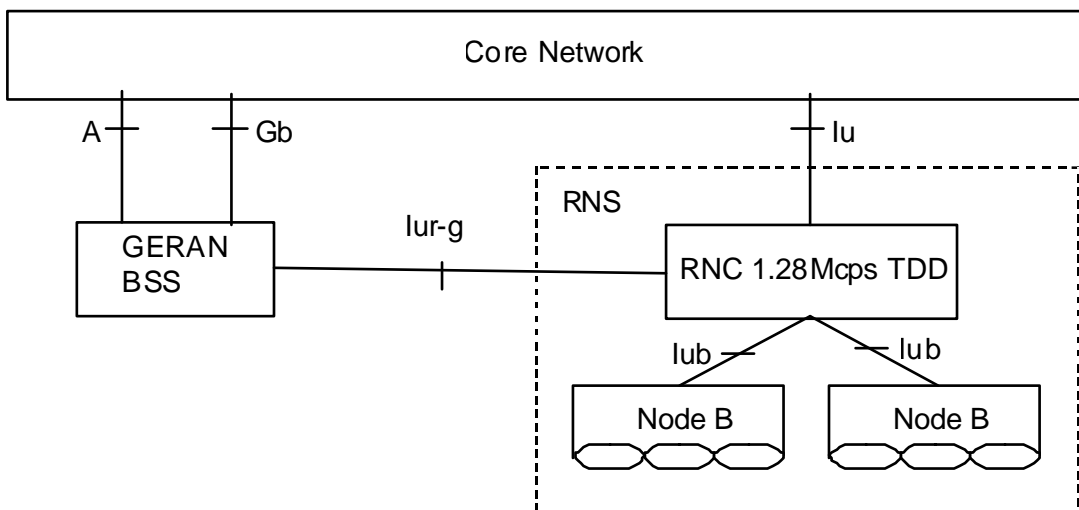 Core Network
A
Gb
Iu
RNS
GERAN
BSS
Iur-g
RNC 1.28Mcps TDD
Iub
Iub
Node B
Node B